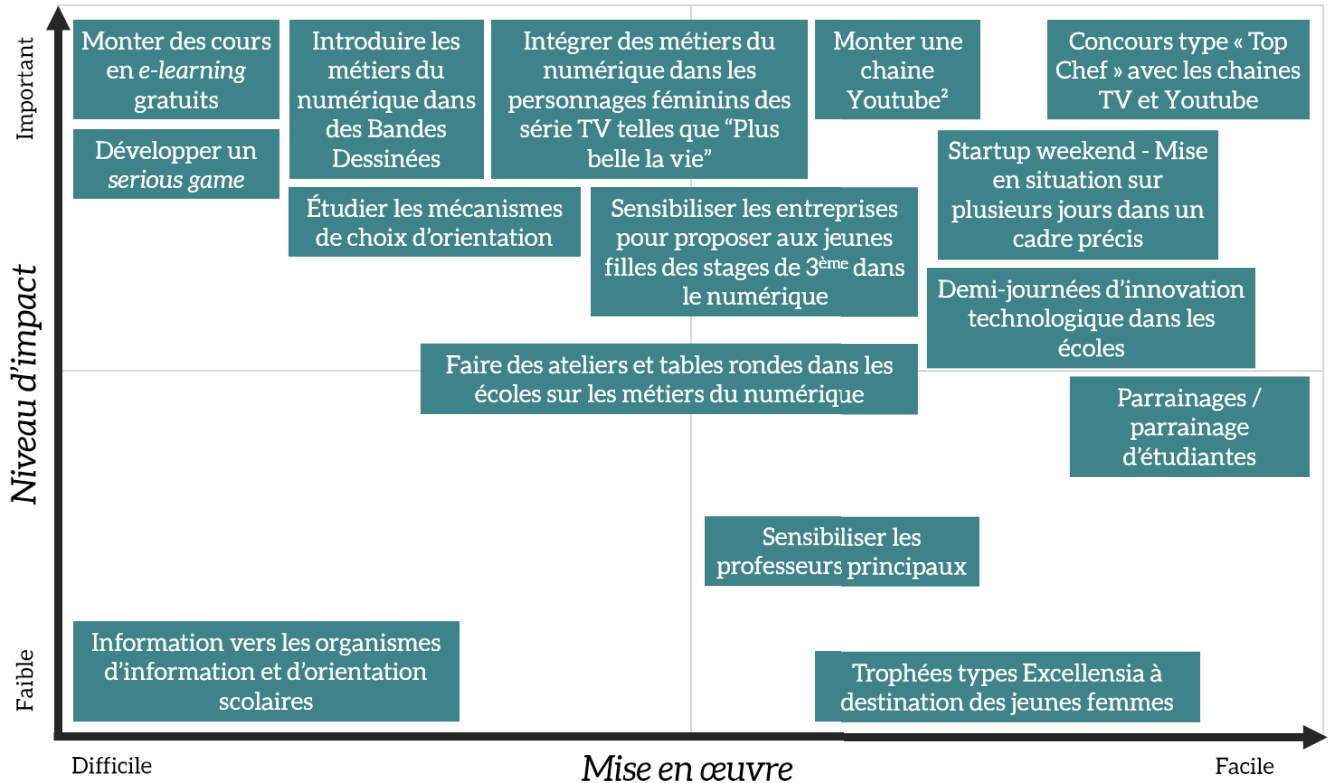 Important
Niveau d'impact
Faible
Monter des cours
en e-learning
gratuits
Introduire les
métiers du
numérique dans
des Bandes
Dessinées
Intégrer des métiers du
numérique dans les
personnages féminins des
série TV telles que “Plus
belle la vie”
Monter une
chaine
Youtube²
Concours type « Top
Chef » avec les chaines
TV et Youtube
Développer un
serious game
Startup weekend - Mise
en situation sur
plusieurs jours dans un
cadre précis
Étudier les mécanismes
de choix d'orientation
Sensibiliser les entreprises
pour proposer aux jeunes
filles des stages de 3ème dans
le numérique
Demi-journées d'innovation
technologique dans les
écoles
Faire des ateliers et tables rondes dans les
écoles sur les métiers du numérique
Parrainages /
parrainage
d'étudiantes
Sensibiliser les
professeurs principaux
Information vers les organismes
d'information et d'orientation
scolaires
Trophées types Excellensia à
destination des jeunes femmes
Difficile
Mise en œuvre
Facile